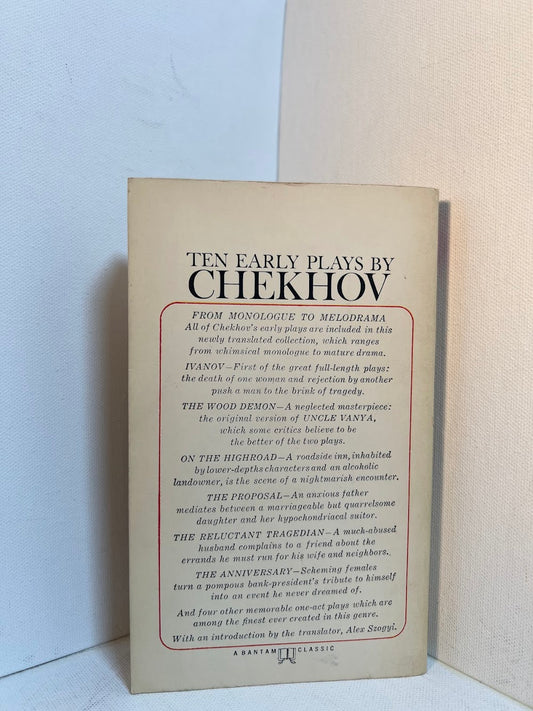 TEN EARLY PLAYS BY
CHEKHOV
FROM MONOLOGUE TO MELODRAMA
All of Chekhov's early plays are included in this
newly translated collection, which ranges
from whimsical monologue to mature drama.
IVANOV—First of the great full-length plays:
the death of one woman and rejection by another
push a man to the brink of tragedy.
THE WOOD DEMON—A neglected masterpiece:
the original version of UNCLE VANYA,
which some critics believe to be
the better of the two plays.
ON THE HIGHROAD—A roadside inn, inhabited
by lower-depths characters and an alcoholic
landowner, is the scene of a nightmarish encounter.
THE PROPOSAL—An anxious father
mediates between a marriageable but quarrelsome
daughter and her hypochondriacal suitor.
THE RELUCTANT TRAGEDIAN—A much-abused
husband complains to a friend about the
errands he must run for his wife and neighbors.
THE ANNIVERSARY—Scheming females
turn a pompous bank-president's tribute to himself
into an event he never dreamed of.
And four other memorable one-act plays which are
among the finest ever created in this genre.
With an introduction by the translator, Alex Szogyi.
A BANTAM CLASSIC